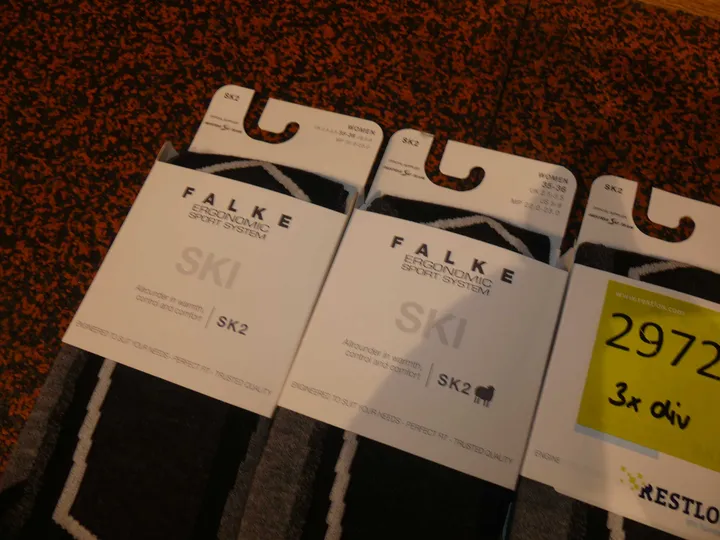 SK2
WOMEN
FALKE
ERGONOMIC
SPORT SYSTEM
SKI
Allrounder in warmth,
control and comfort
SK2
ENGINEERED TO SUIT YOUR NEEDS - PERFECT FIT - TRUSTED QUALITY
SK2
WOMEN
35-36
FALKE
ERGONOMIC
SPORT SYSTEM
SKI
Allrounder in warmth,
control and comfort
SK2
ENGINEERED TO SUIT YOUR NEEDS - PERFECT FIT - TRUSTED QUALITY
SK2
2972
3x div
ENGINE
RESTLO